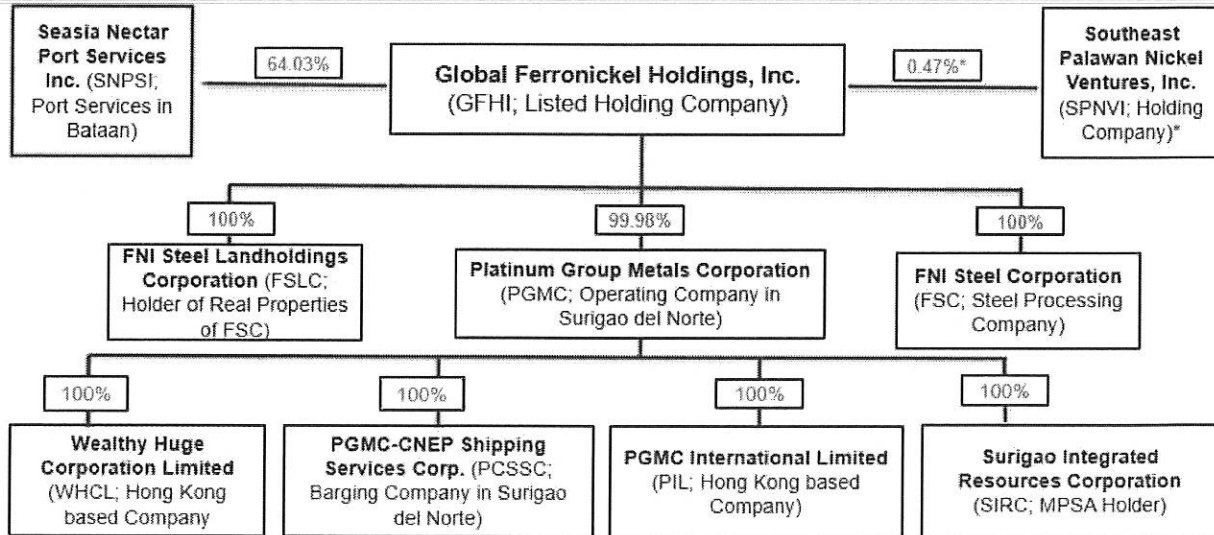 Seasia Nectar
Port Services
Inc. (SNPSI;
Port Services in
Bataan)
64.03%
Global Ferronickel Holdings, Inc.
(GFHI; Listed Holding Company)
0.47%*
Southeast
Palawan Nickel
Ventures, Inc.
(SPNVI; Holding
Company)*
100%
FNI Steel Landholdings
Corporation (FSLC;
Holder of Real Properties
of FSC)
99.98%
Platinum Group Metals Corporation
(PGMC; Operating Company in
Surigao del Norte)
100%
FNI Steel Corporation
(FSC; Steel Processing
Company)
100%
Wealthy Huge
Corporation Limited
(WHCL; Hong Kong
based Company
100%
PGMC-CNEP Shipping
Services Corp. (PCSSC;
Barging Company in Surigao
del Norte)
100%
PGMC International Limited
(PIL; Hong Kong based
Company)
100%
Surigao Integrated
Resources Corporation
(SIRC; MPSA Holder)